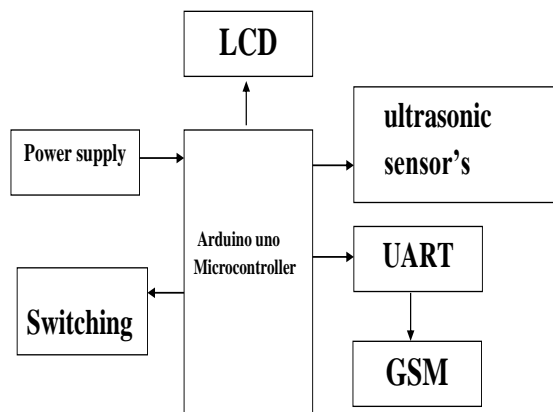 LCD
ultrasonic
sensor's
Power supply
Arduino uno
Microcontroller
UART
Switching
GSM